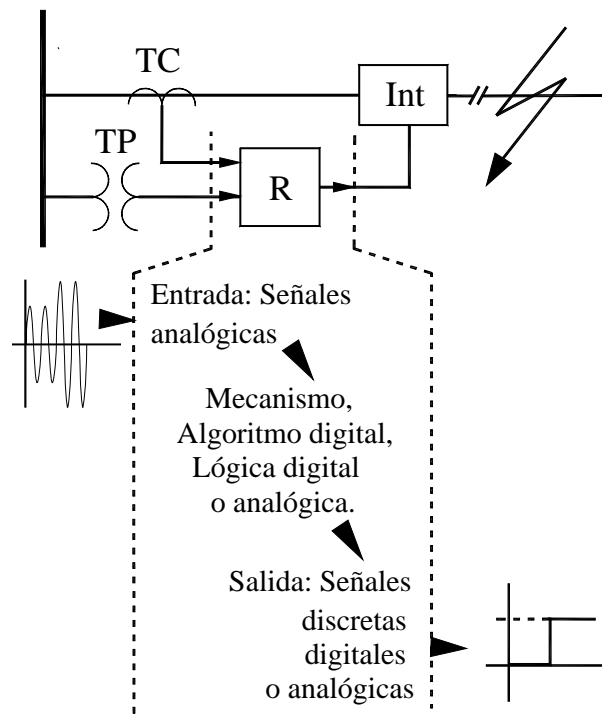 TC
Int
TP
R
Entrada: Señales
analógicas
Mecanismo,
Algoritmo digital,
Lógica digital
o analógica.
Salida: Señales
discretas
digitales
o analógicas